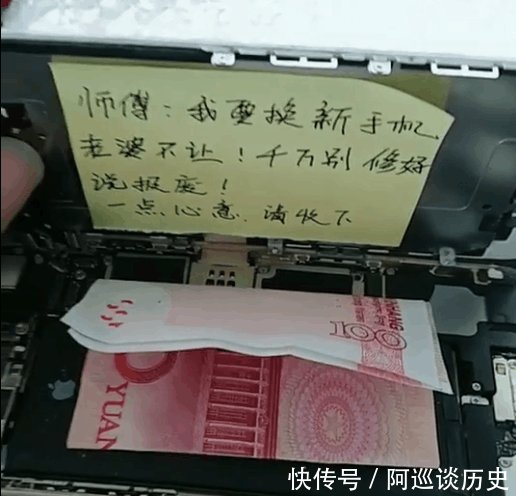 师傅：我要换新手机
老婆不让！千万别修好
说报废！
一点心意，请收下
100
YUAN
快传号 / 阿巡谈历史